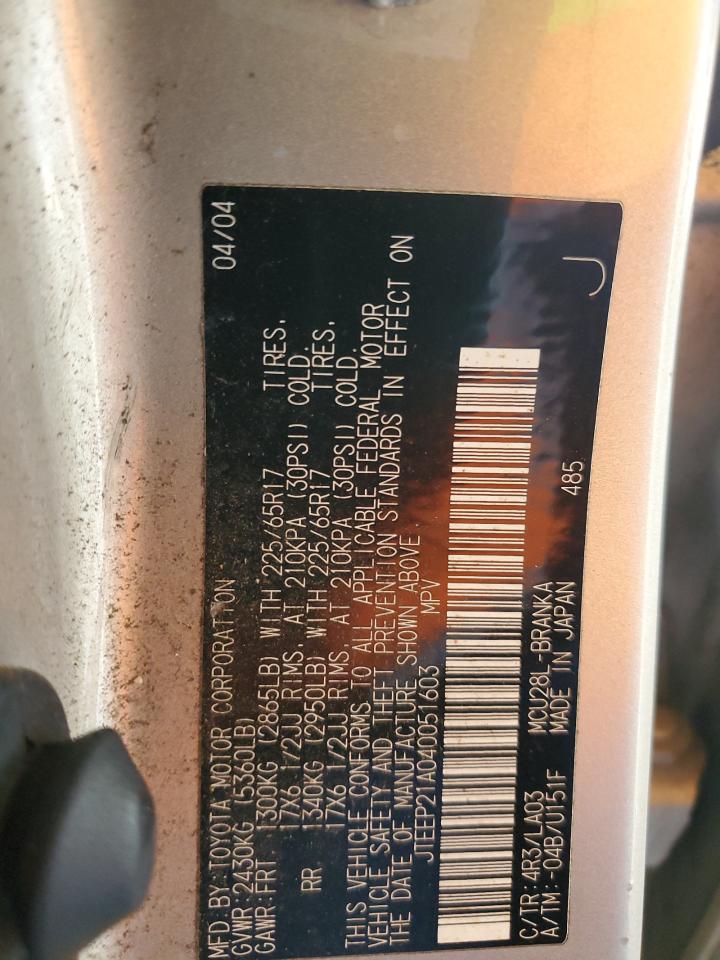 MFD.BY:TOYOTA MOTOR CORPORATION 04/04
GVWR:2430KG (5360LB)
GAWR:FRT 1300KG (2865LB) WITH 225/65R17 TIRES,
17X6 1/2JJ RIMS, AT 210KPA (30PSI) COLD.
RR 1340KG (2950LB) WITH 225/65R17 TIRES,
17X6 1/2JJ RIMS, AT 210KPA (30PSI) COLD.
THIS VEHICLE CONFORMS TO ALL APPLICABLE FEDERAL MOTOR
VEHICLE SAFETY AND THEFT PREVENTION STANDARDS IN EFFECT ON
THE DATE OF MANUFACTURE SHOWN ABOVE.
JTEEP21A040051603 MPV
C/TR:4R3/LA03 MCU28L-BRANKA
A/TM:-04B/U151F MADE IN JAPAN 485
J